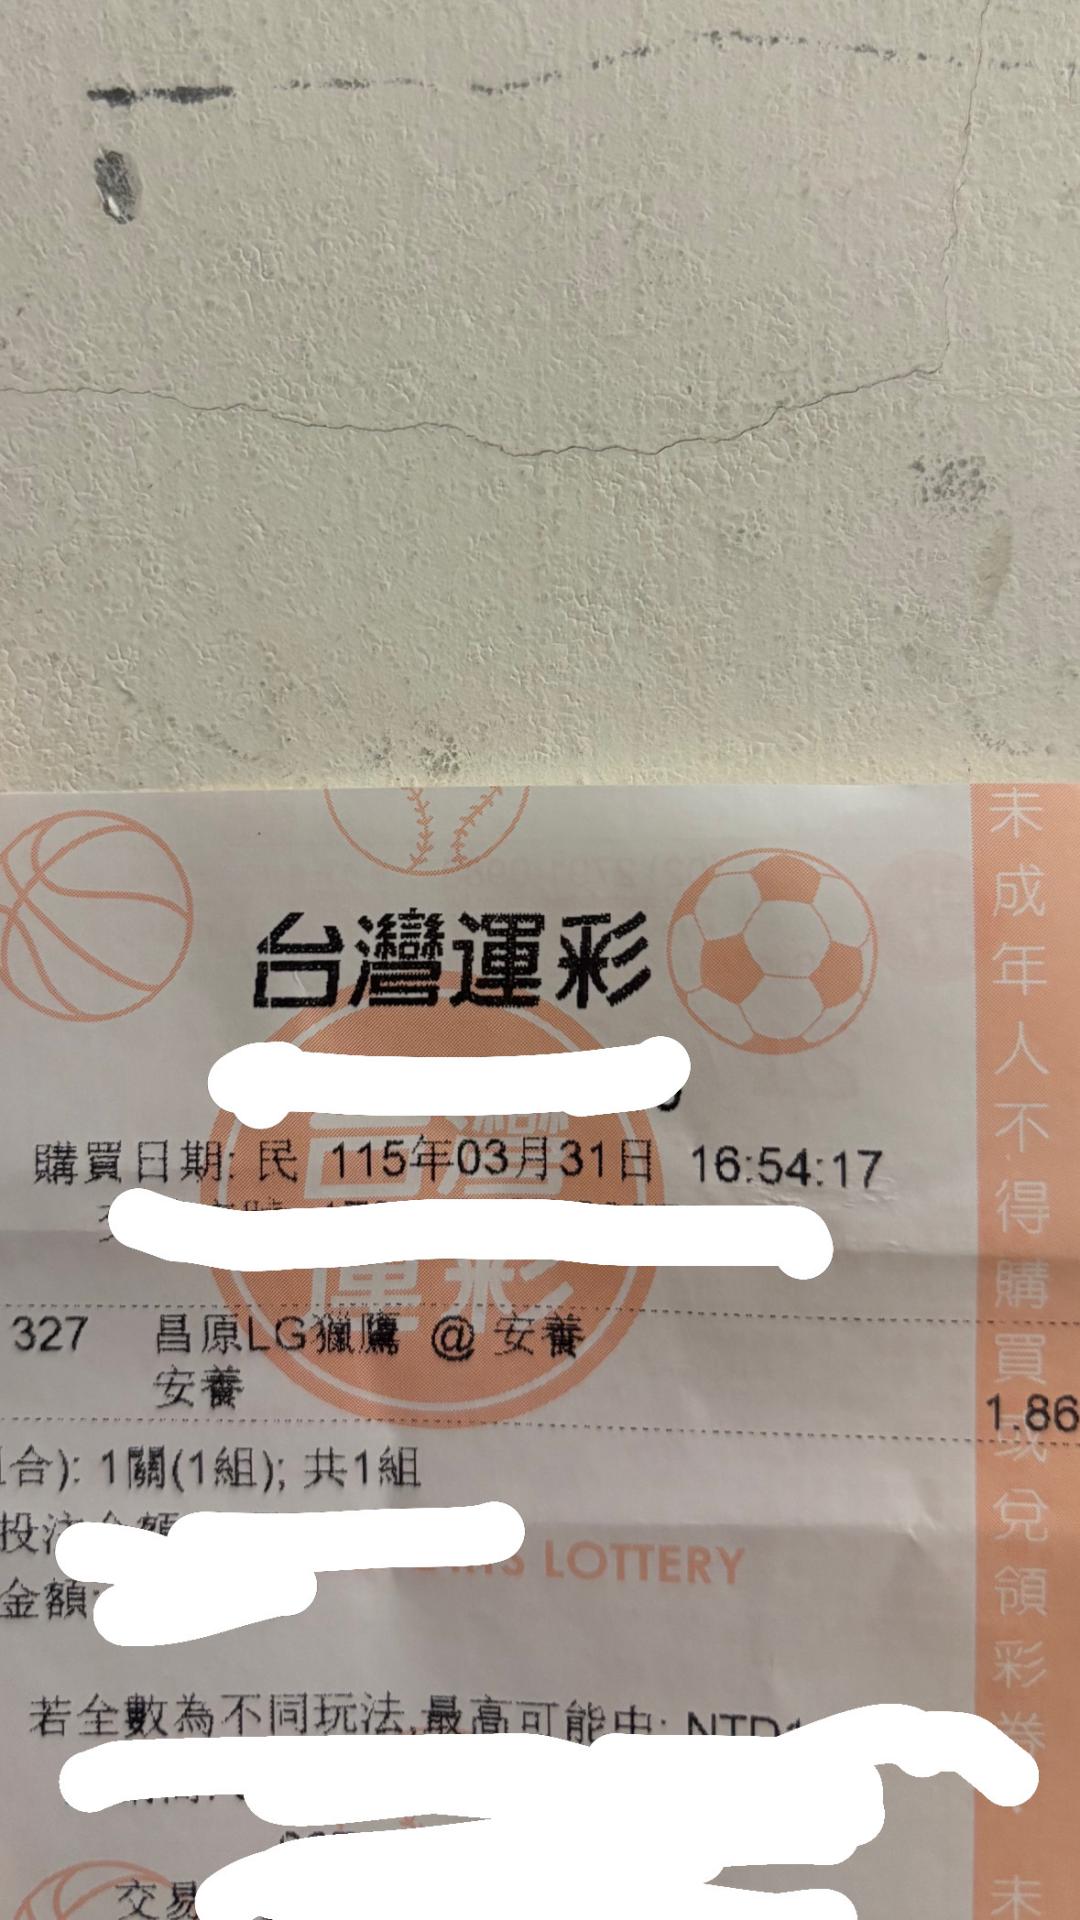 台灣運彩
購買日期: 民 115年03月31日 16:54:17
327 昌原LG獵鷹 @ 安養
安養
1.86
合): 1關(1組); 共1組
投注金額
SPORTS LOTTERY
金額:
若全數為不同玩法,最高可能中: NTD
交易
未成年人不得購買或兌領彩券
未